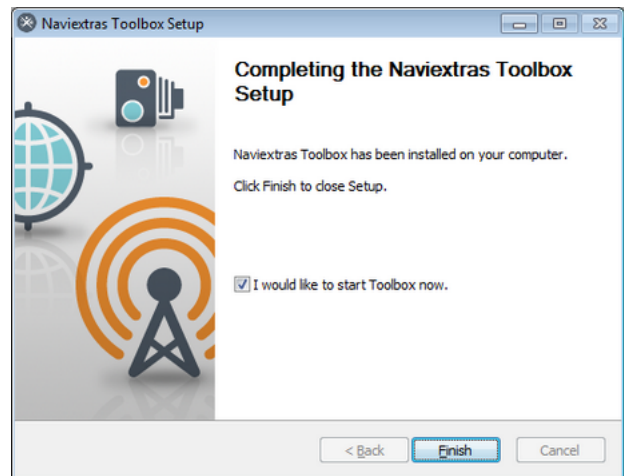 Naviextras Toolbox Setup
Completing the Naviextras Toolbox
Setup
Naviextras Toolbox has been installed on your computer.
Click Finish to close Setup.
I would like to start Toolbox now.
< Back
Finish
Cancel